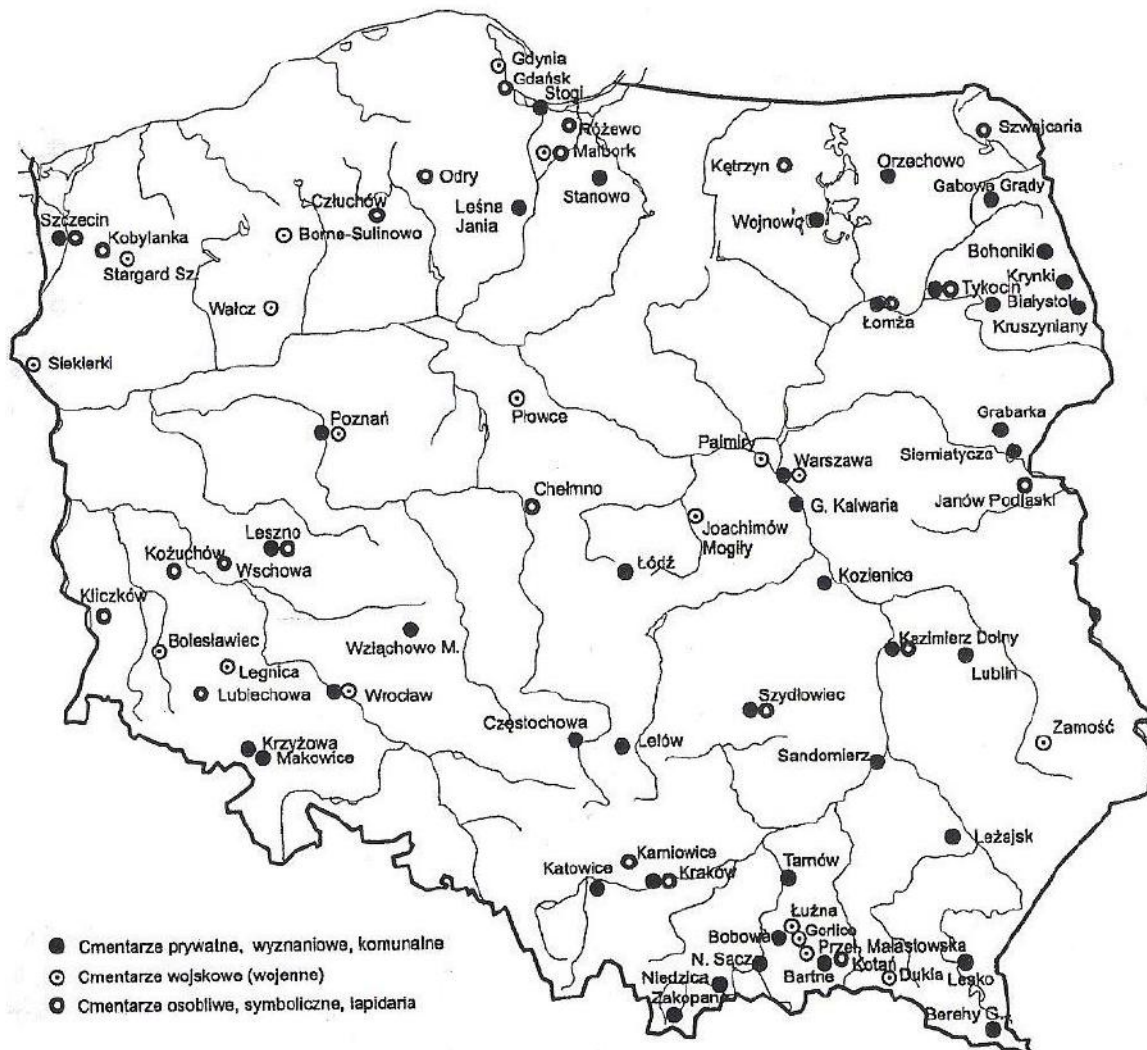 Gdynia
Gdańsk
Stogi
Różewo
Malbork
Szwajcaria
Kętrzyn
Orzechowo
Odry
Stanowo
Gabowe Grądy
Człuchów
Leśna
Jania
Wojnowo
Szczecin
Kobylanka
Borne-Sulinowo
Stargard Sz.
Bohoniki
Krynki
Tykocin
Białystok
Wałcz
Łomża
Kruszyniany
Siekierki
Płowce
Poznań
Grabarka
Palmiry
Siemiatycze
Warszawa
Janów Podlaski
Chełmno
G. Kalwaria
Joachimów
Mogiły
Leszno
Kożuchów
Wschowa
Łódź
Kozienice
Kliczków
Bolesławiec
Wziąchowo M.
Kazimierz Dolny
Legnica
Lublin
Lubiechowa
Wrocław
Szydłowiec
Częstochowa
Lelów
Zamość
Krzyżowa
Makowice
Sandomierz
Leżajsk
Karniowice
Tarnów
Katowice
Kraków
Łużna
Gorlice
Bobowa
Przeł. Małastowska
N. Sącz
Kotań
Bartne
Dukla
Lesko
Niedzica
Zakopane
Berehy G.
Cmentarze prywatne, wyznaniowe, komunalne
Cmentarze wojskowe (wojenne)
Cmentarze osobliwe, symboliczne, lapidaria